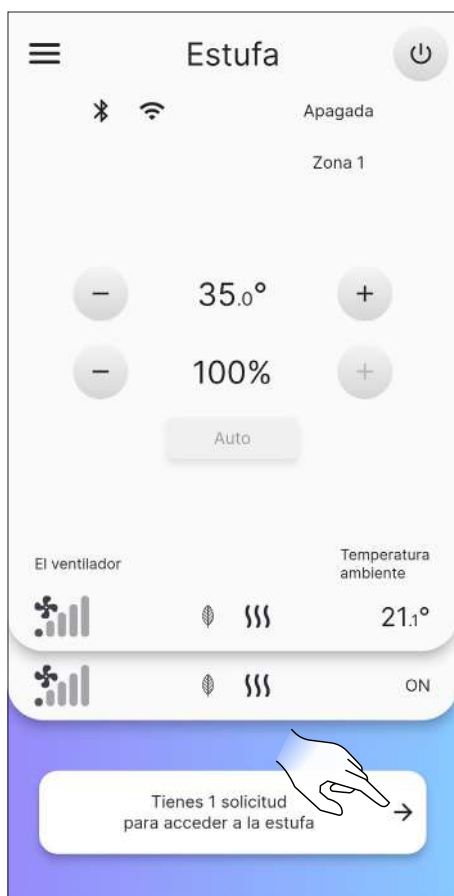 Estufa
Apagada
Zona 1
35.0°
100%
Auto
El ventilador
Temperatura
ambiente
21.1°
ON
Tienes 1 solicitud
para acceder a la estufa